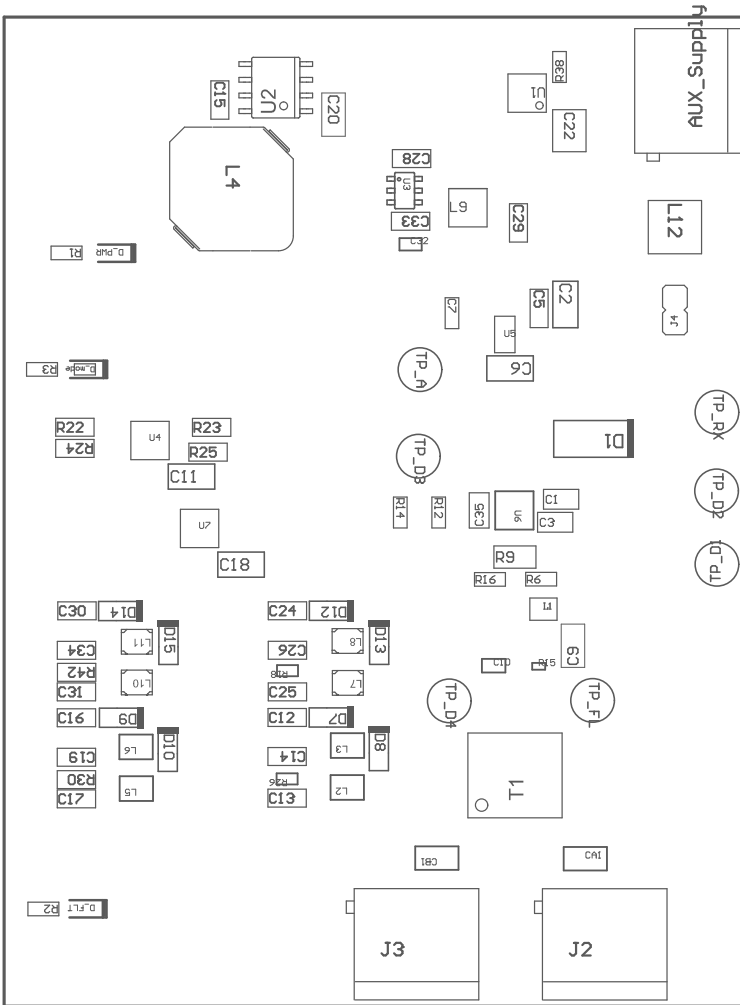 AUX_Supply
U2
C15
C20
R38
U1
C22
L4
C28
U3
C33
C32
L9
C29
L12
R1
D_PWR
C7
C5
C2
U5
J4
C6
R3
D_mode
TP_A
TP_RX
R22
R24
U4
R23
R25
C11
D1
TP_D3
TP_D2
R14
R12
C35
U6
C1
C3
U7
C18
R9
R16
R6
TP_D1
C30
D14
C24
D12
D15
L11
D13
L8
C34
C26
R42
R18
C9
C10
R15
C31
L10
C25
L7
TP_D4
TP_FL
C16
D9
C12
D7
D10
L6
D8
L3
C19
C14
R30
R26
C17
L5
C13
L2
T1
CB1
CA1
R2
D_FLT
J3
J2